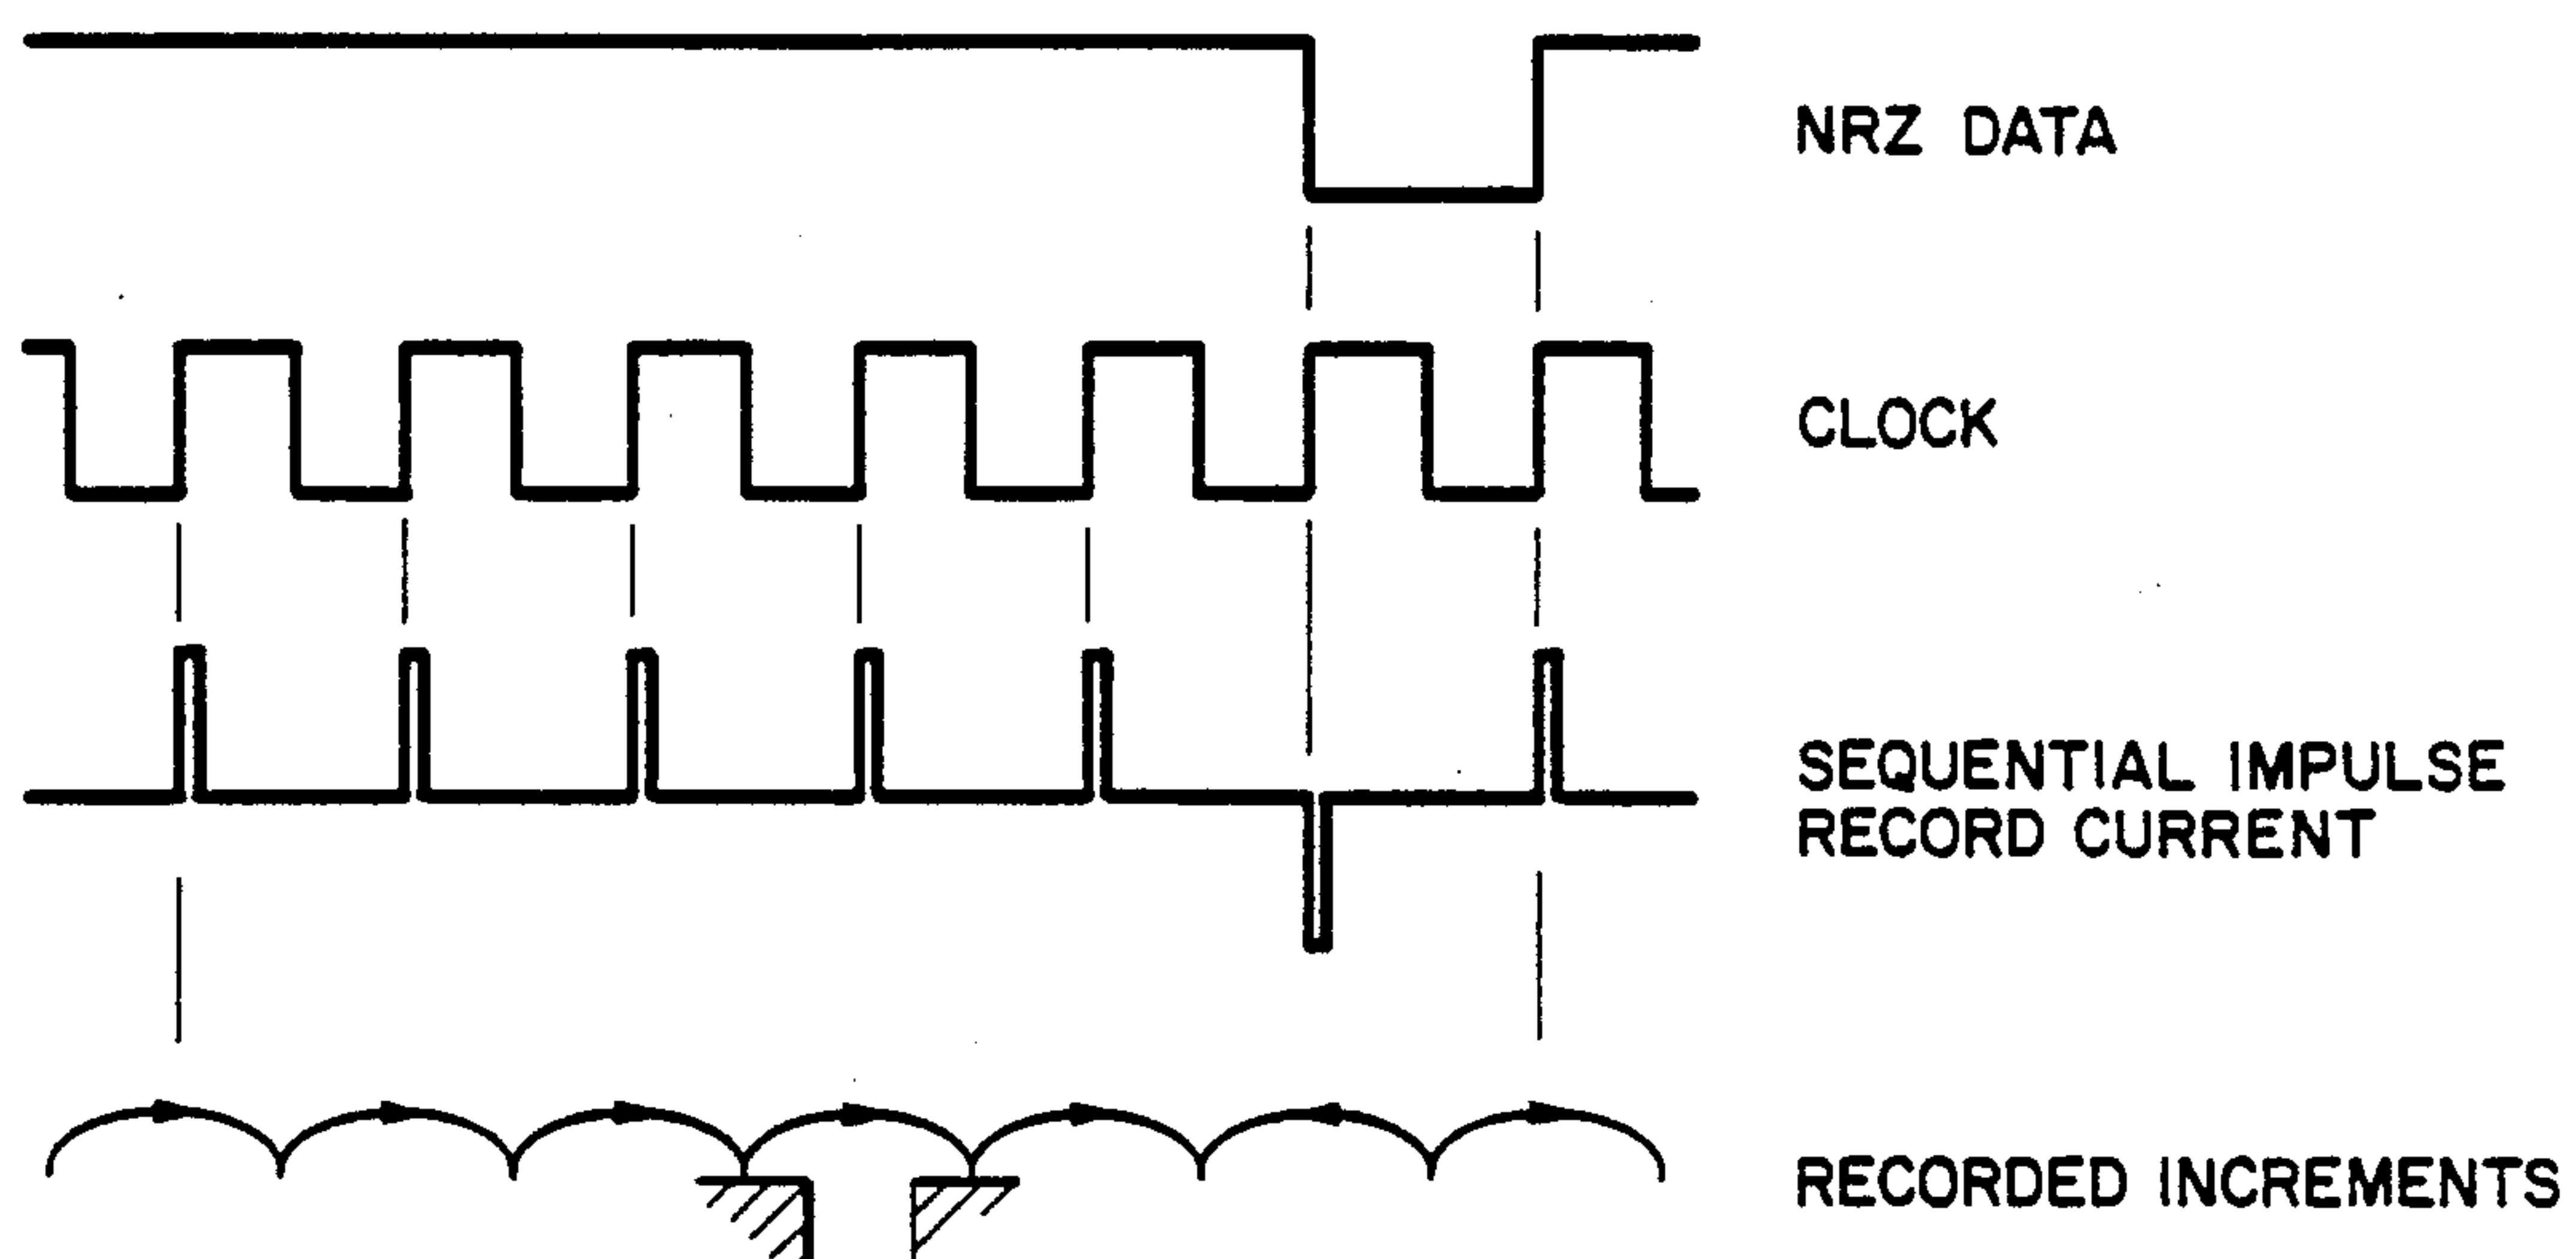 NRZ DATA
CLOCK
SEQUENTIAL IMPULSE
RECORD CURRENT
RECORDED INCREMENTS